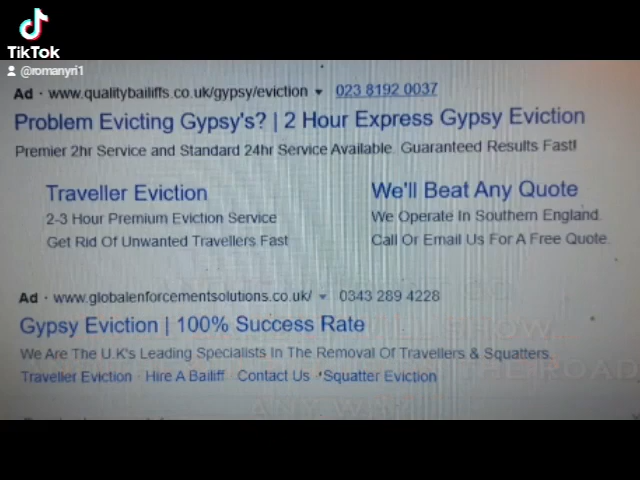 TikTok
@romanyri1
Ad · www.qualitybailiffs.co.uk/gypsy/eviction ▾ 023 8192 0037
Problem Evicting Gypsy's? | 2 Hour Express Gypsy Eviction
Premier 2hr Service and Standard 24hr Service Available. Guaranteed Results Fast!
Traveller Eviction
2-3 Hour Premium Eviction Service
Get Rid Of Unwanted Travellers Fast
We'll Beat Any Quote
We Operate In Southern England.
Call Or Email Us For A Free Quote.
Ad · www.globalenforcementsolutions.co.uk/ ▾ 0343 289 4228
Gypsy Eviction | 100% Success Rate
We Are The U.K's Leading Specialists In The Removal Of Travellers & Squatters.
Traveller Eviction · Hire A Bailiff · Contact Us · Squatter Eviction
THE ROAD